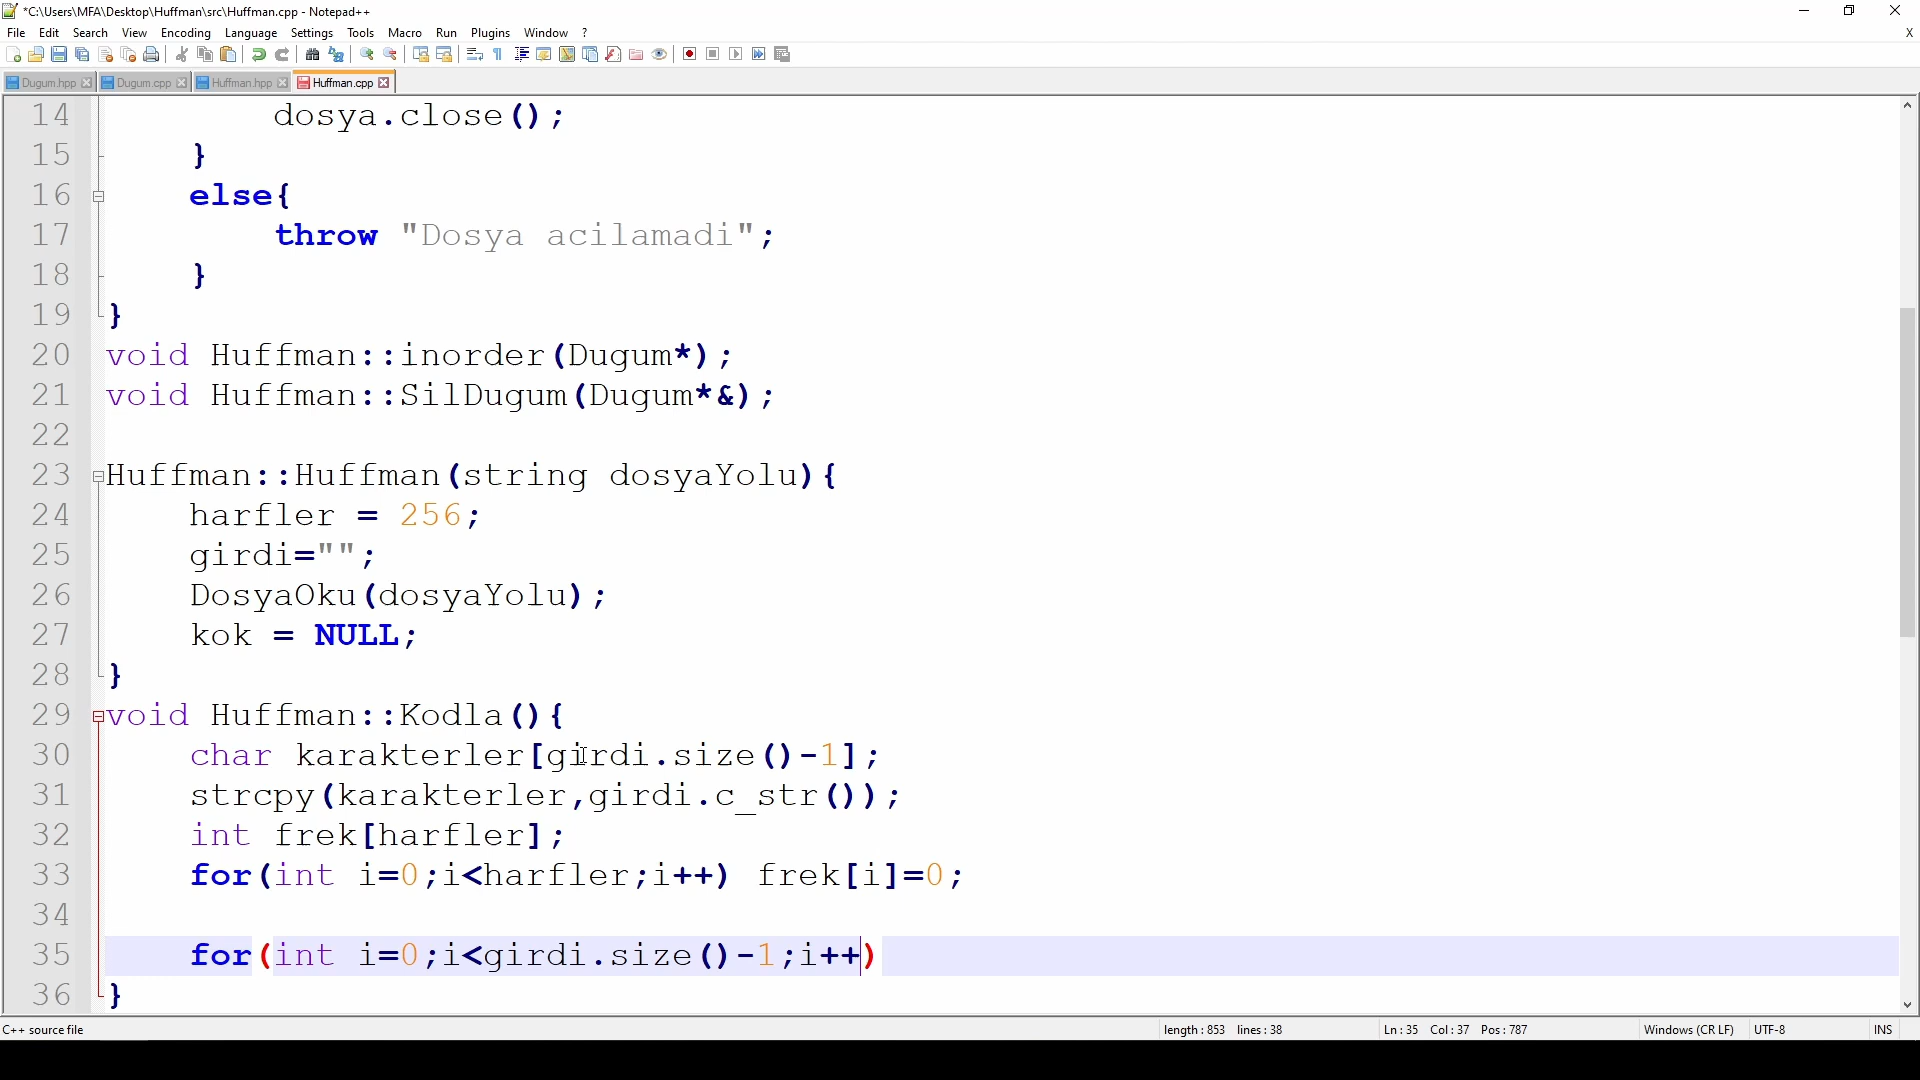 *C:\Users\MFA\Desktop\Huffman\src\Huffman.cpp - Notepad++
File Edit Search View Encoding Language Settings Tools Macro Run Plugins Window ? X
Dugum.hpp Dugum.cpp Huffman.hpp Huffman.cpp
14 dosya.close();
15 }
16 else{
17 throw "Dosya acilamadi";
18 }
19 }
20 void Huffman::inorder(Dugum*);
21 void Huffman::SilDugum(Dugum*&);
22
23 Huffman::Huffman(string dosyaYolu){
24 harfler = 256;
25 girdi="";
26 DosyaOku(dosyaYolu);
27 kok = NULL;
28 }
29 void Huffman::Kodla(){
30 char karakterler[girdi.size()-1];
31 strcpy(karakterler,girdi.c_str());
32 int frek[harfler];
33 for(int i=0;i<harfler;i++) frek[i]=0;
34
35 for(int i=0;i<girdi.size()-1;i++)
36 }
C++ source file length : 853 lines : 38 Ln : 35 Col : 37 Pos : 787 Windows (CR LF) UTF-8 INS